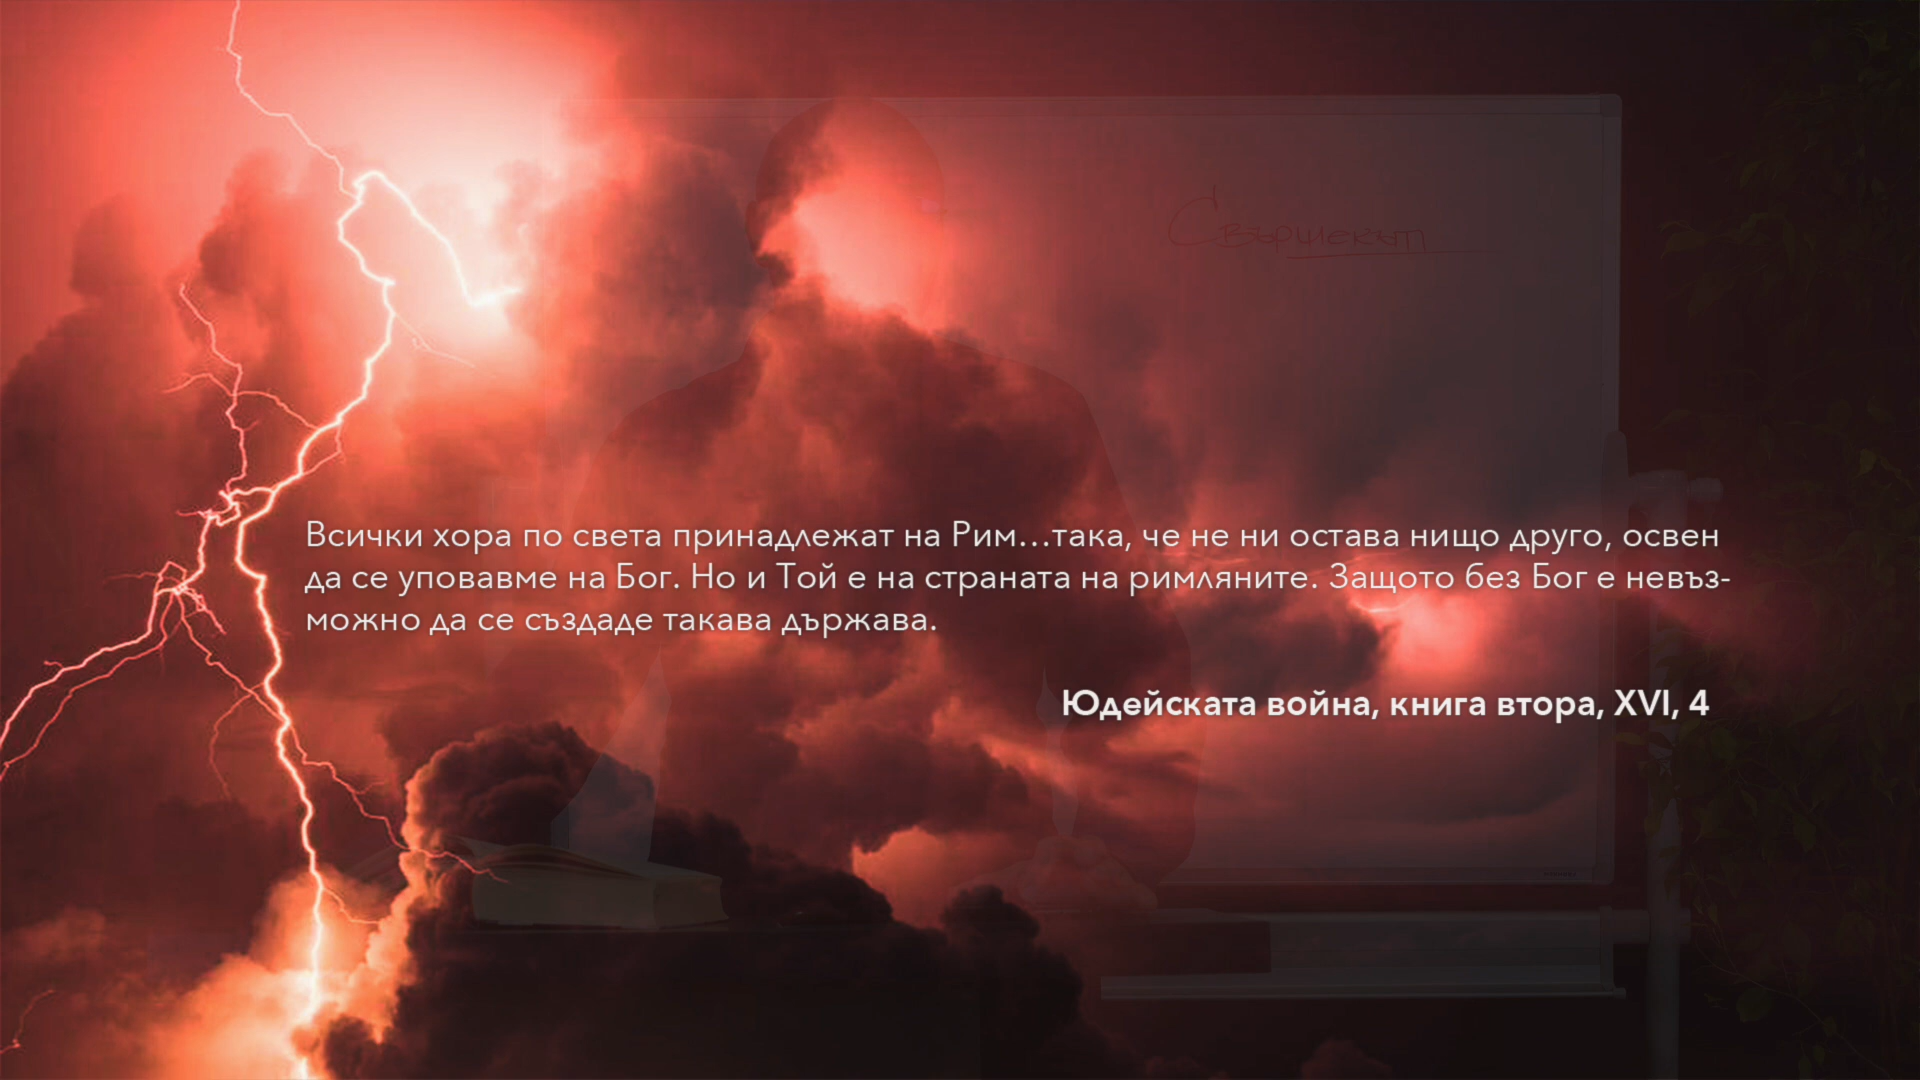 Свършекът
Всички хора по света принадлежат на Рим...така, че не ни остава нищо друго, освен
да се уповавме на Бог. Но и Той е на страната на римляните. Защото без Бог е невъз-
можно да се създаде такава държава.
Юдейската война, книга втора, XVI, 4